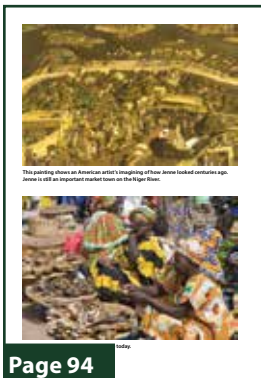 This painting shows an American artist's imagining of how Jenne looked centuries ago.
Jenne is still an important market town on the Niger River.
today.
Page 94